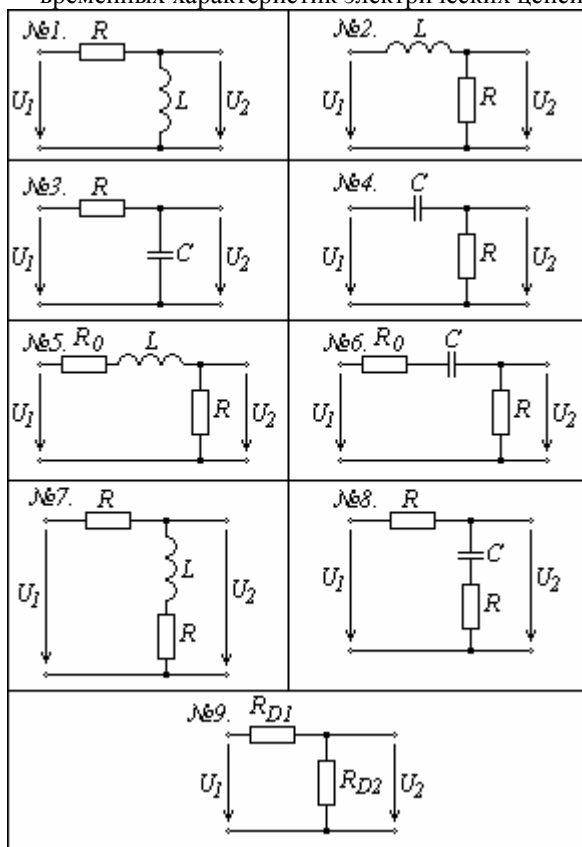 временных характеристик электрических цепей
№1. R
U1 L U2
№2. L
U1 R U2
№3. R
U1 C U2
№4. C
U1 R U2
№5. R0 L
U1 R U2
№6. R0 C
U1 R U2
№7. R
U1 L U2
R
№8. R
U1 C U2
R
№9. RD1
U1 RD2 U2